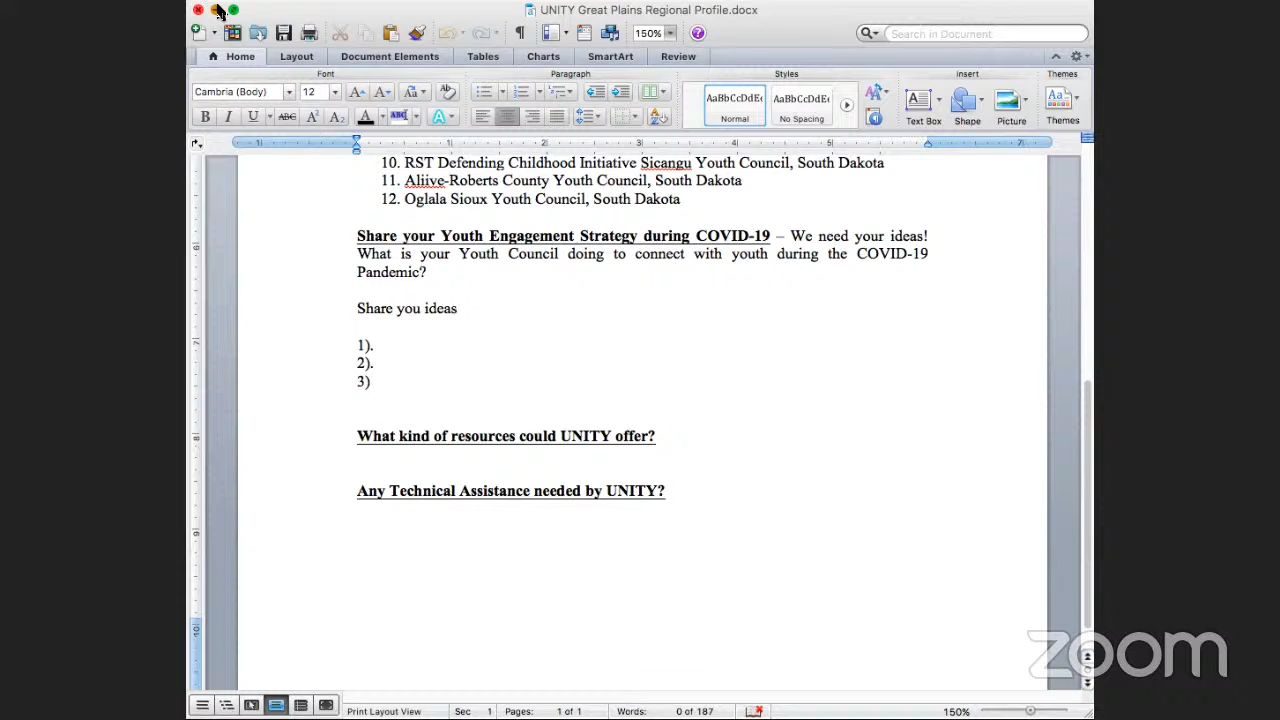 UNITY Great Plains Regional Profile.docx
150%
Search in Document
Home Layout Document Elements Tables Charts SmartArt Review
Font Paragraph Styles Insert Themes
Cambria (Body) 12
AaBbCcDdE AaBbCcDdE
Normal No Spacing
Text Box Shape Picture Themes
B I U ABC A² A₂
10. RST Defending Childhood Initiative Sicangu Youth Council, South Dakota
11. Aliive-Roberts County Youth Council, South Dakota
12. Oglala Sioux Youth Council, South Dakota
Share your Youth Engagement Strategy during COVID-19 – We need your ideas!
What is your Youth Council doing to connect with youth during the COVID-19
Pandemic?
Share you ideas
1).
2).
3)
What kind of resources could UNITY offer?
Any Technical Assistance needed by UNITY?
zoom
Print Layout View Sec 1 Pages: 1 of 1 Words: 0 of 187 150%